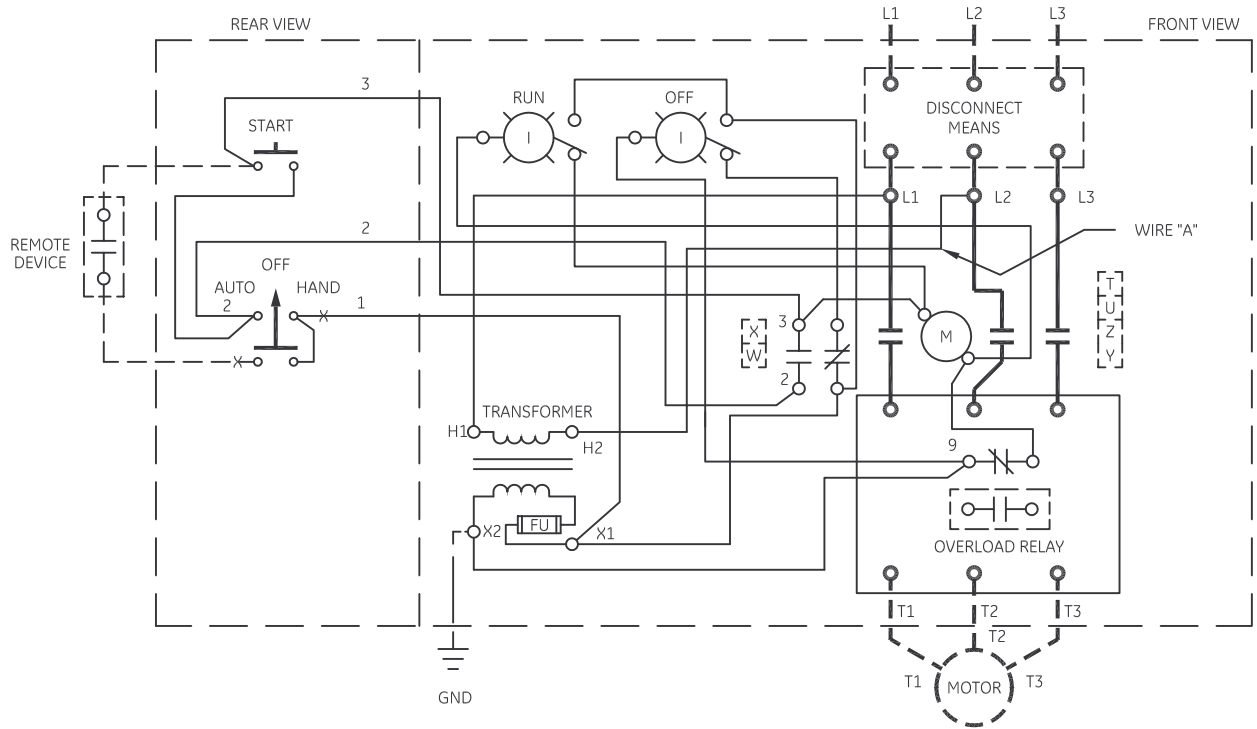 L1 L2 L3
REAR VIEW
FRONT VIEW
3
RUN
OFF
DISCONNECT
MEANS
START
I
I
L1
L2
L3
WIRE "A"
2
REMOTE
DEVICE
OFF
AUTO
2
HAND
1
X
X
3
X
W
2
M
T
U
Z
Y
TRANSFORMER
H1
H2
9
FU
X2
X1
OVERLOAD RELAY
T1
T2
T3
T2
T1
MOTOR
T3
GND